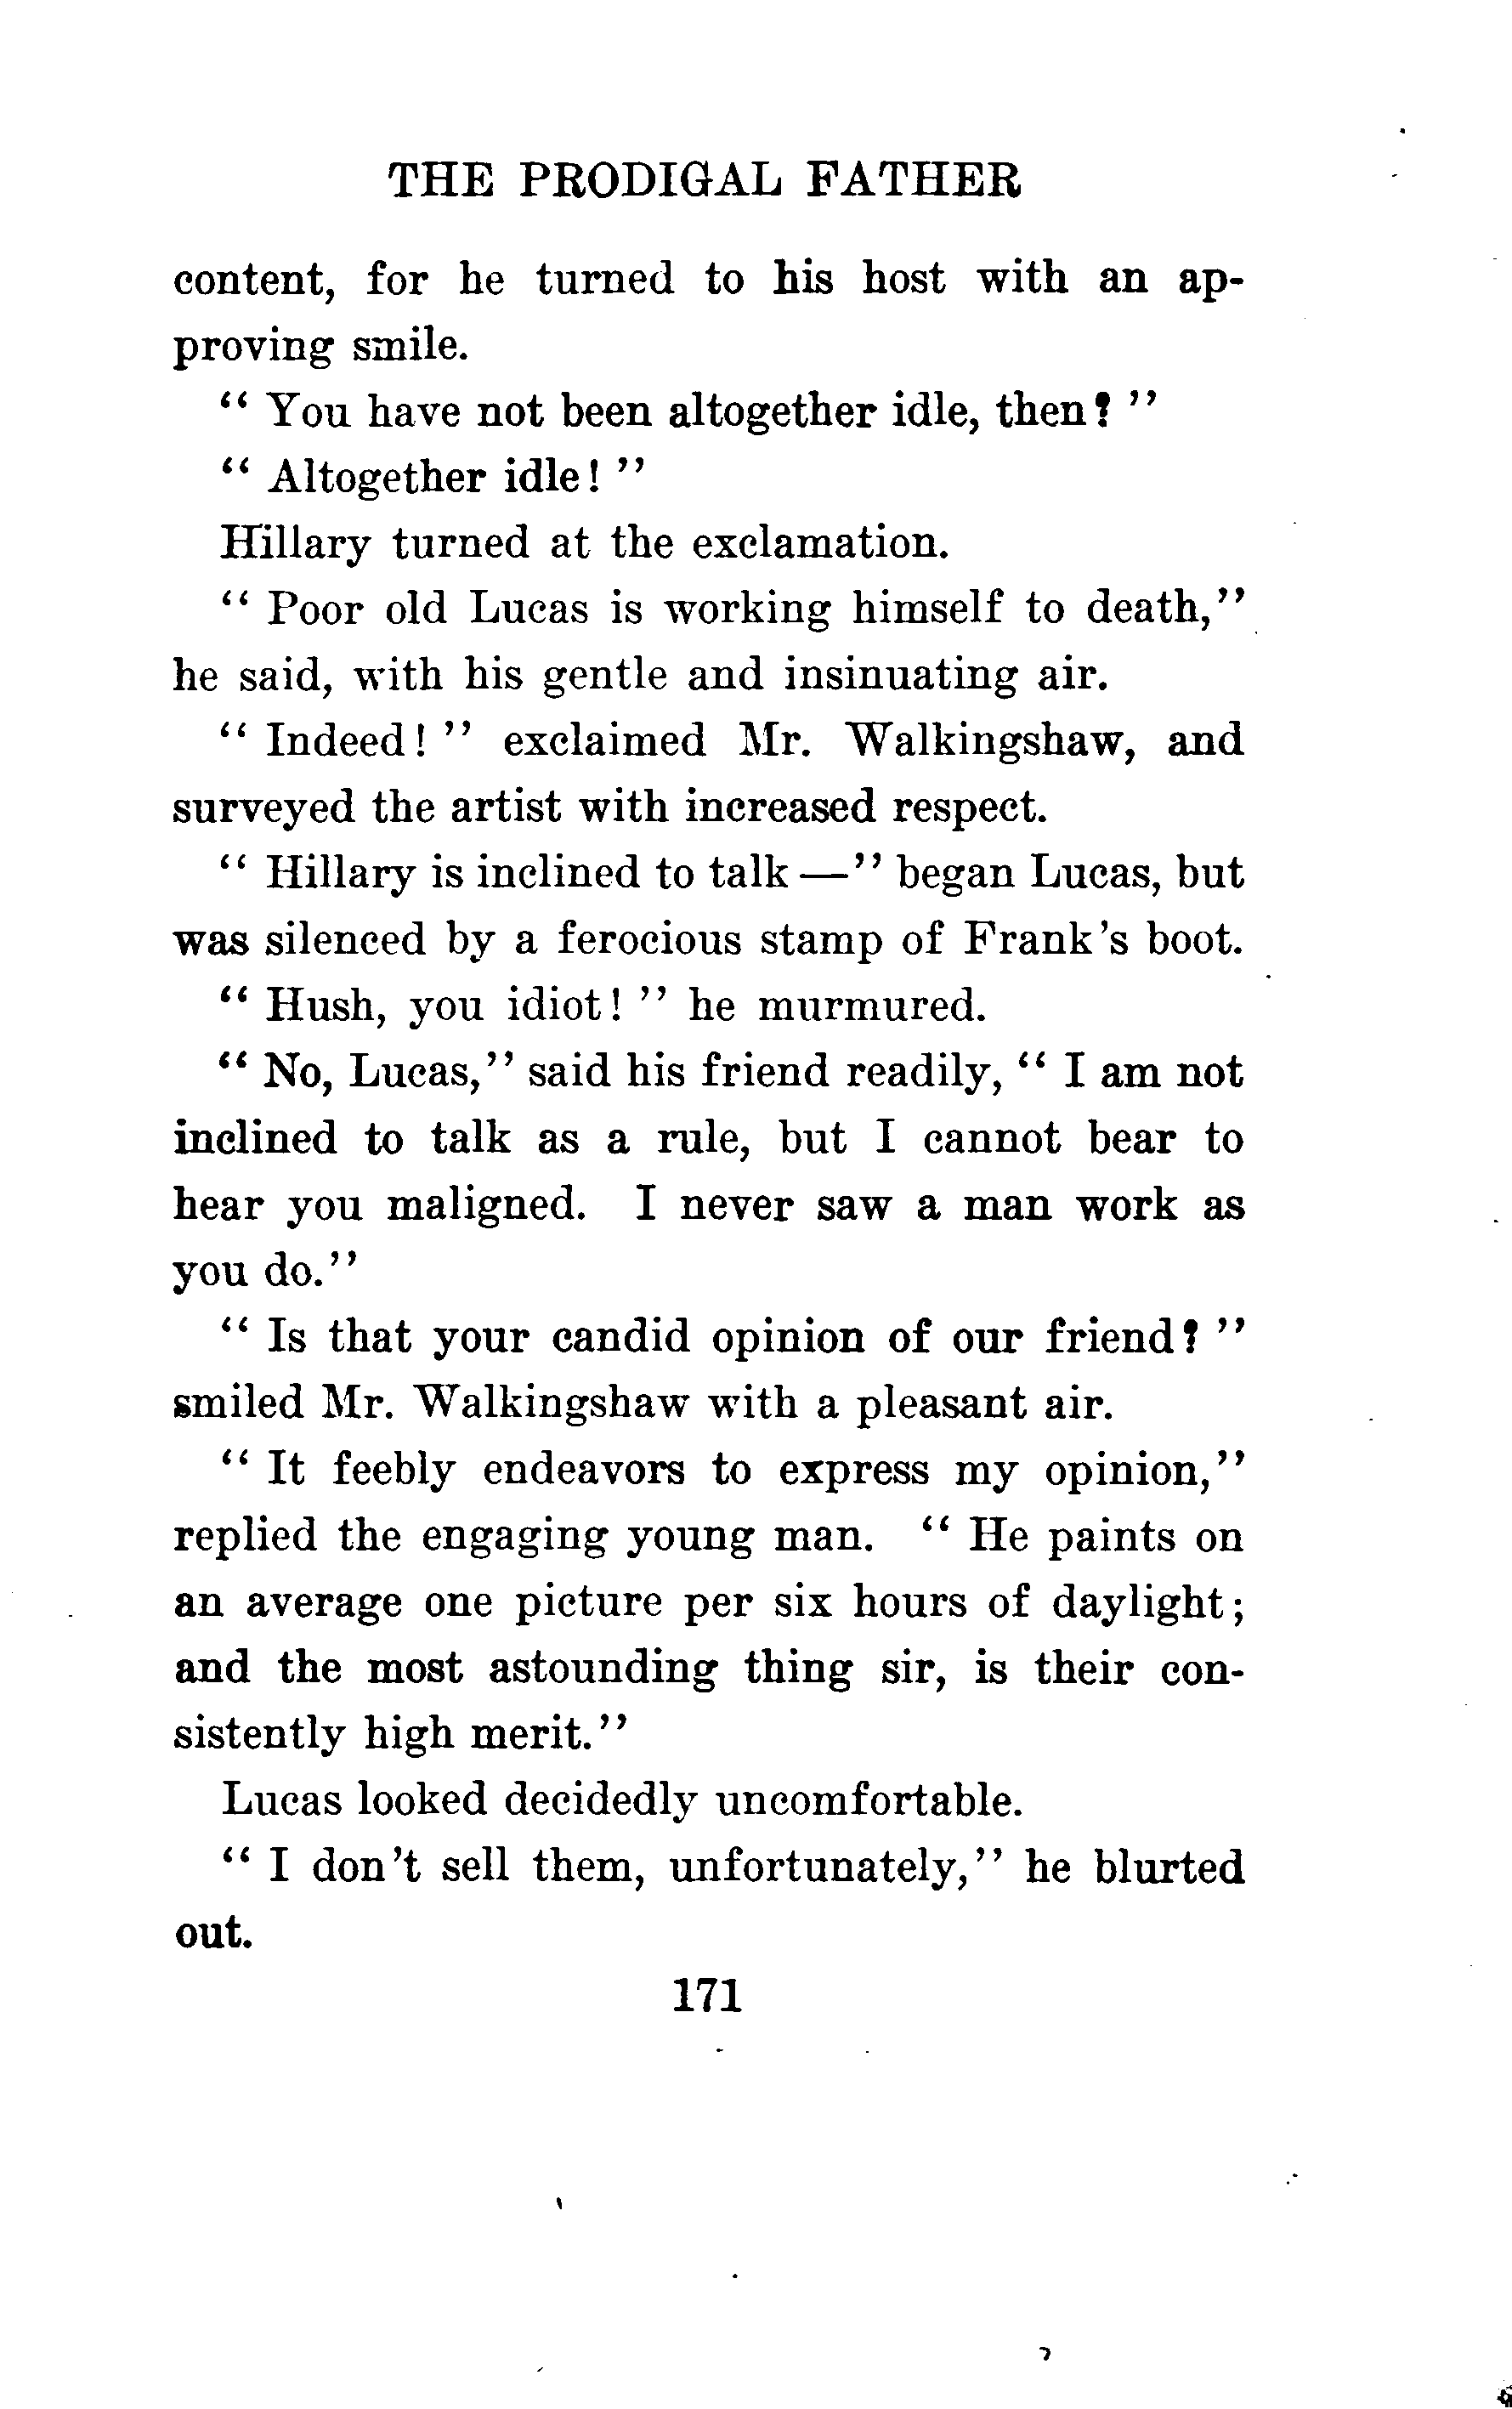 THE PRODIGAL FATHER
content, for he turned to his host with an ap-
proving smile.
“ You have not been altogether idle, then? ”
“ Altogether idle! ”
Hillary turned at the exclamation.
“ Poor old Lucas is working himself to death,”
he said, with his gentle and insinuating air.
“ Indeed! ” exclaimed Mr. Walkingshaw, and
surveyed the artist with increased respect.
“ Hillary is inclined to talk —” began Lucas, but
was silenced by a ferocious stamp of Frank's boot.
“ Hush, you idiot! ” he murmured.
“ No, Lucas,” said his friend readily, “ I am not
inclined to talk as a rule, but I cannot bear to
hear you maligned. I never saw a man work as
you do.”
“ Is that your candid opinion of our friend? ”
smiled Mr. Walkingshaw with a pleasant air.
“ It feebly endeavors to express my opinion,”
replied the engaging young man. “ He paints on
an average one picture per six hours of daylight;
and the most astounding thing sir, is their con-
sistently high merit.”
Lucas looked decidedly uncomfortable.
“ I don't sell them, unfortunately,” he blurted
out.
171